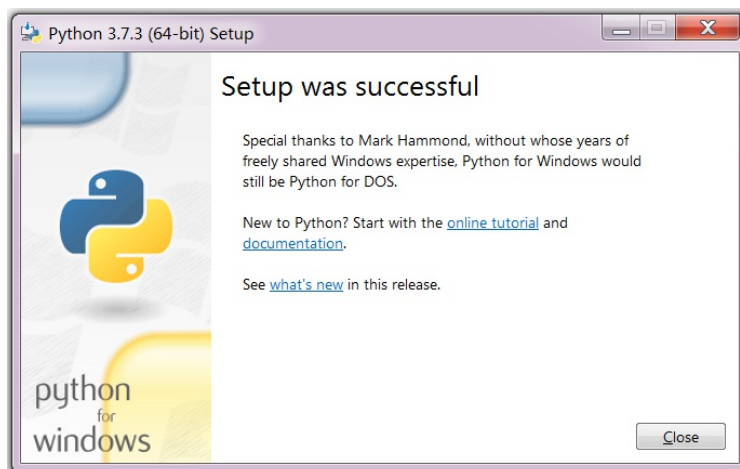 Python 3.7.3 (64-bit) Setup
Setup was successful
Special thanks to Mark Hammond, without whose years of
freely shared Windows expertise, Python for Windows would
still be Python for DOS.
New to Python? Start with the online tutorial and
documentation.
See what's new in this release.
python
for
windows
Close